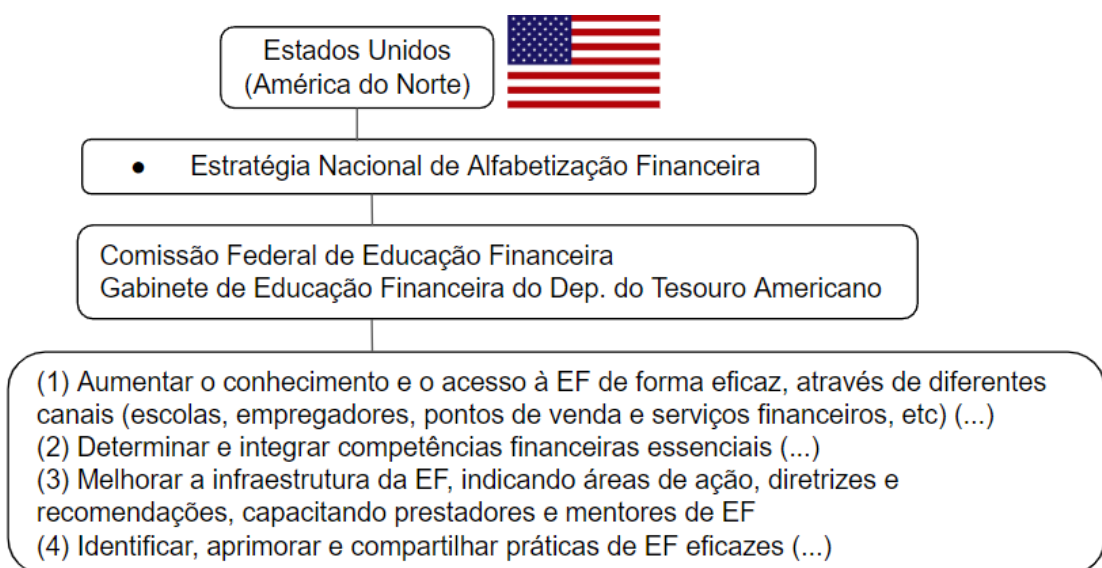 Estados Unidos
(América do Norte)
● Estratégia Nacional de Alfabetização Financeira
Comissão Federal de Educação Financeira
Gabinete de Educação Financeira do Dep. do Tesouro Americano
(1) Aumentar o conhecimento e o acesso à EF de forma eficaz, através de diferentes
canais (escolas, empregadores, pontos de venda e serviços financeiros, etc) (...)
(2) Determinar e integrar competências financeiras essenciais (...)
(3) Melhorar a infraestrutura da EF, indicando áreas de ação, diretrizes e
recomendações, capacitando prestadores e mentores de EF
(4) Identificar, aprimorar e compartilhar práticas de EF eficazes (...)